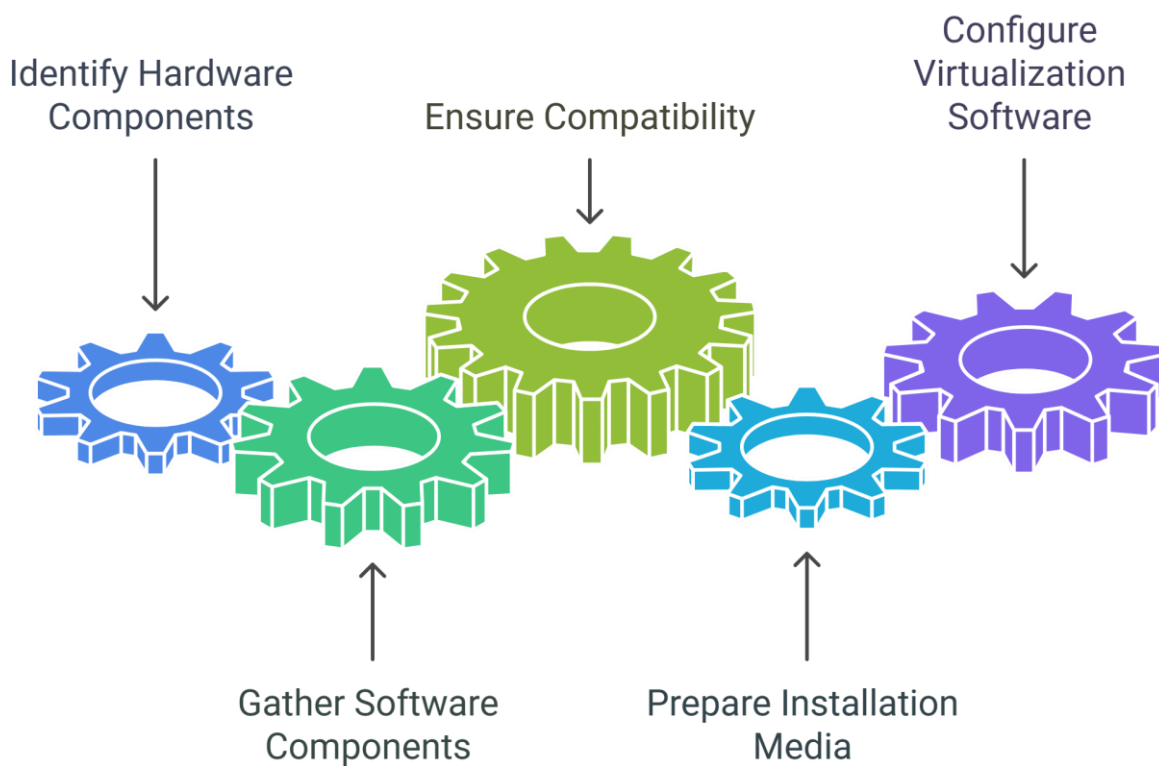 Identify Hardware
Components
Gather Software
Components
Ensure Compatibility
Prepare Installation
Media
Configure
Virtualization
Software